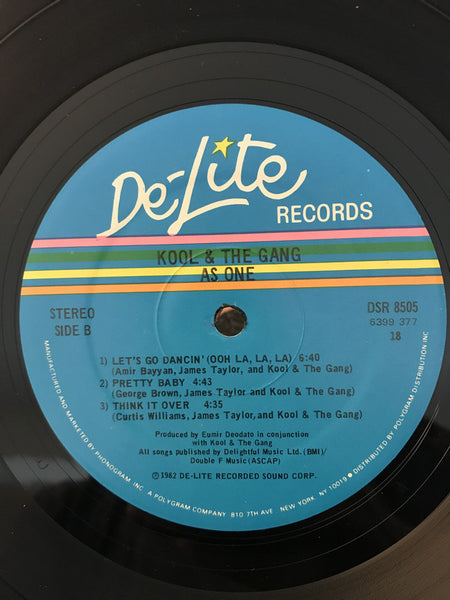 De-Lite
RECORDS
KOOL & THE GANG
AS ONE
STEREO
SIDE B
DSR 8505
6399 377
18
1) LET'S GO DANCIN' (OOH LA, LA, LA) 6:40
(Amir Bayyan, James Taylor, and Kool & The Gang)
2) PRETTY BABY 4:43
(George Brown, James Taylor and Kool & The Gang)
3) THINK IT OVER 4:35
(Curtis Williams, James Taylor, and Kool & The Gang)
Produced by Eumir Deodato in conjunction
with Kool & The Gang
All songs published by Delightful Music Ltd. (BMI)/
Double F Music (ASCAP)
Ⓟ1982 DE-LITE RECORDED SOUND CORP.
MANUFACTURED AND MARKETED BY PHONOGRAM, INC. A POLYGRAM COMPANY 810 7TH AVE. NEW YORK, NY 10019 • DISTRIBUTED BY POLYGRAM DISTRIBUTION INC